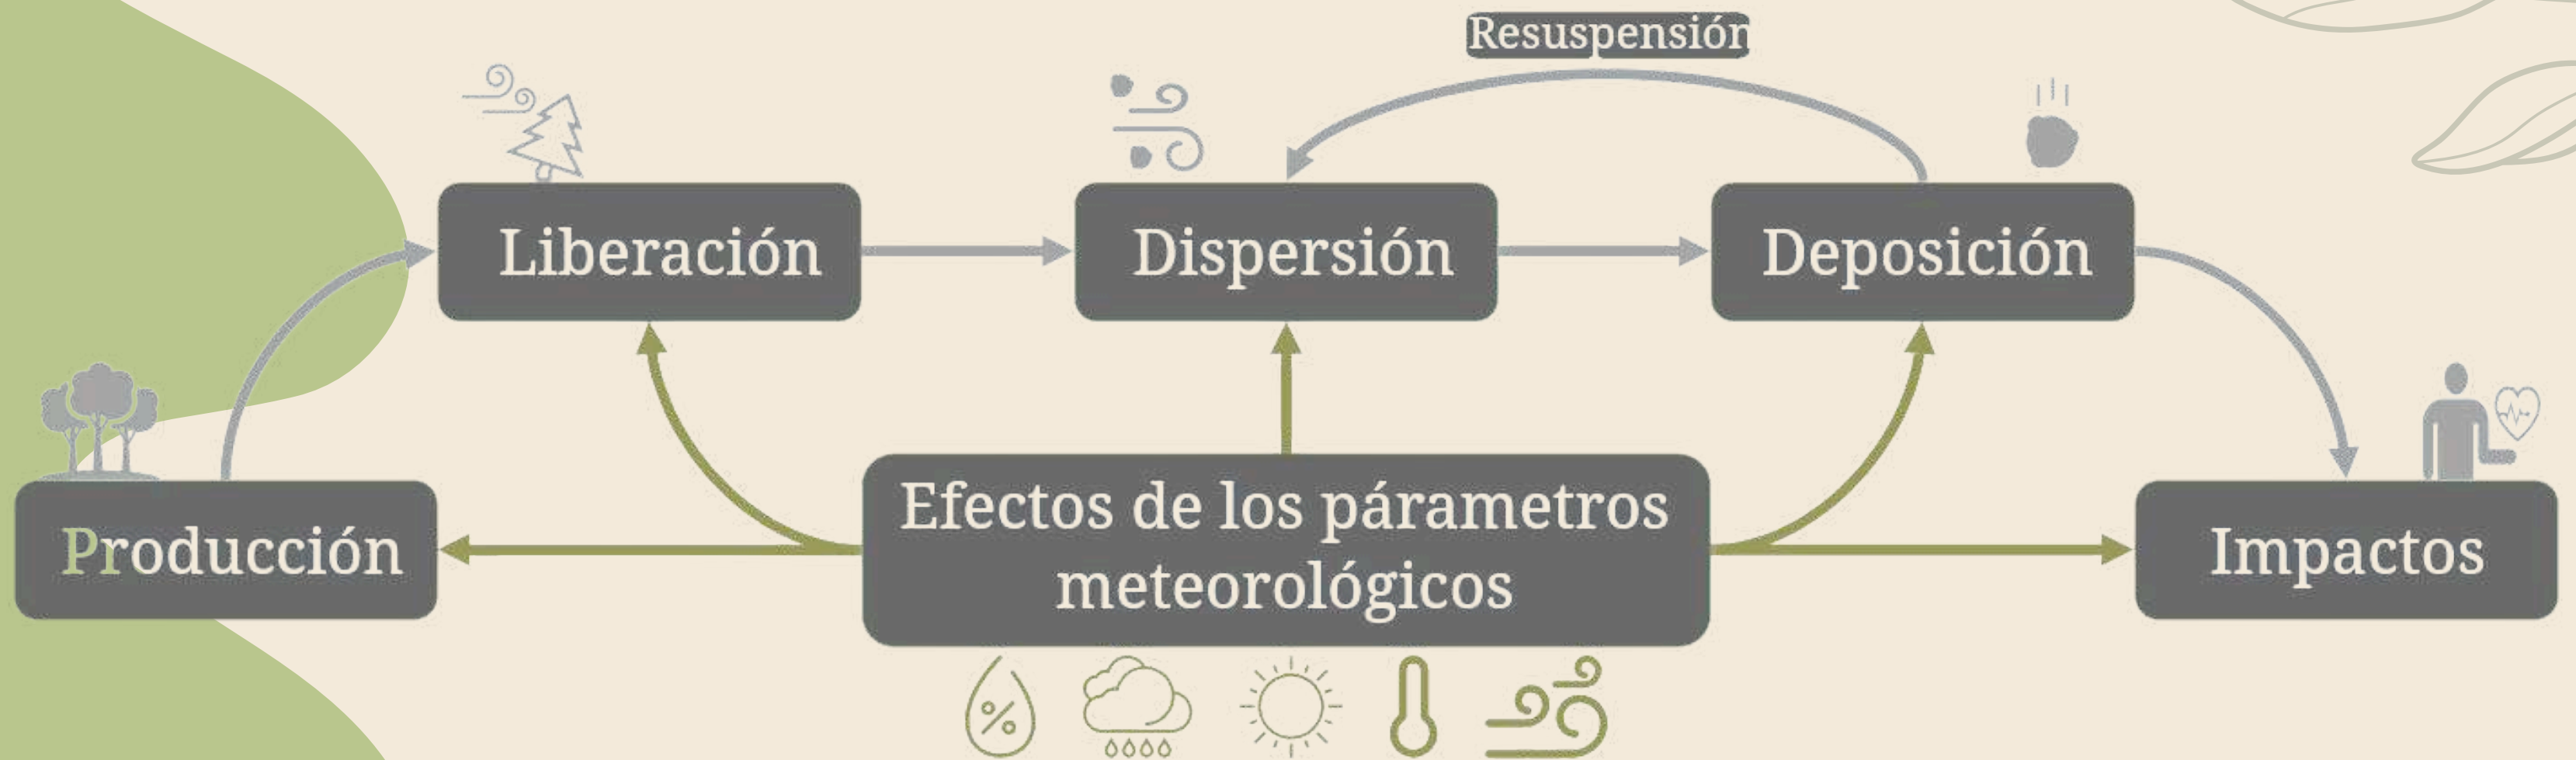 Resuspensión
Liberación
Dispersión
Deposición
Producción
Efectos de los párametros
meteorológicos
Impactos
%